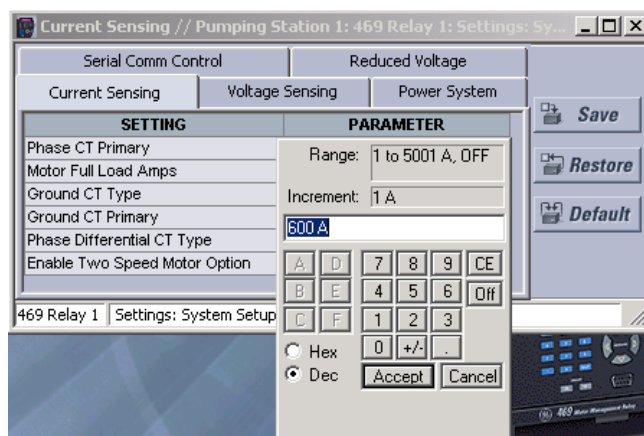 Current Sensing // Pumping Station 1: 469 Relay 1: Settings: Sy...
Serial Comm Control Reduced Voltage
Current Sensing Voltage Sensing Power System
SETTING PARAMETER
Phase CT Primary
Motor Full Load Amps
Ground CT Type
Ground CT Primary
Phase Differential CT Type
Enable Two Speed Motor Option
Range: 1 to 5001 A, OFF
Increment: 1 A
600 A
A D 7 8 9 CE
B E 4 5 6 Off
C F 1 2 3
0 +/- .
Hex
Dec
Accept Cancel
Save
Restore
Default
469 Relay 1 Settings: System Setup
469 Motor Management Relay